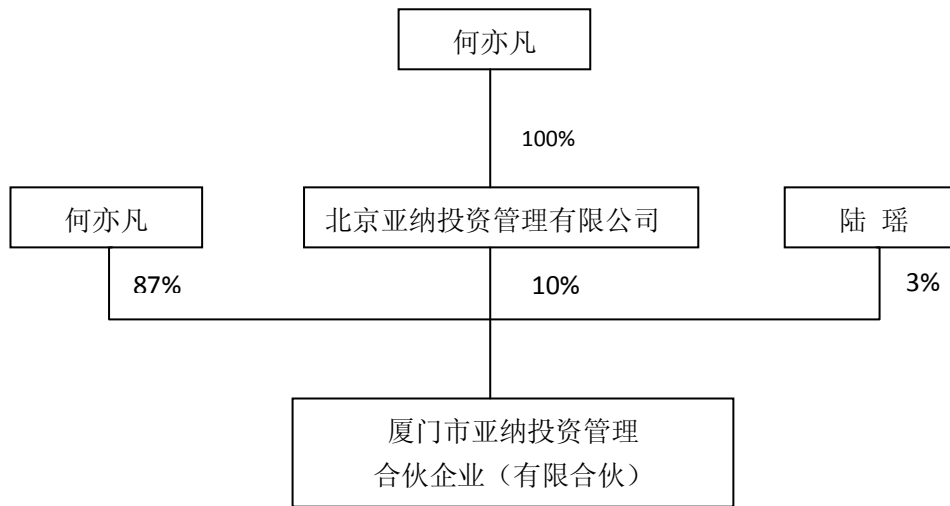 何亦凡
100%
何亦凡
北京亚纳投资管理有限公司
陆 瑶
87%
10%
3%
厦门市亚纳投资管理
合伙企业（有限合伙）